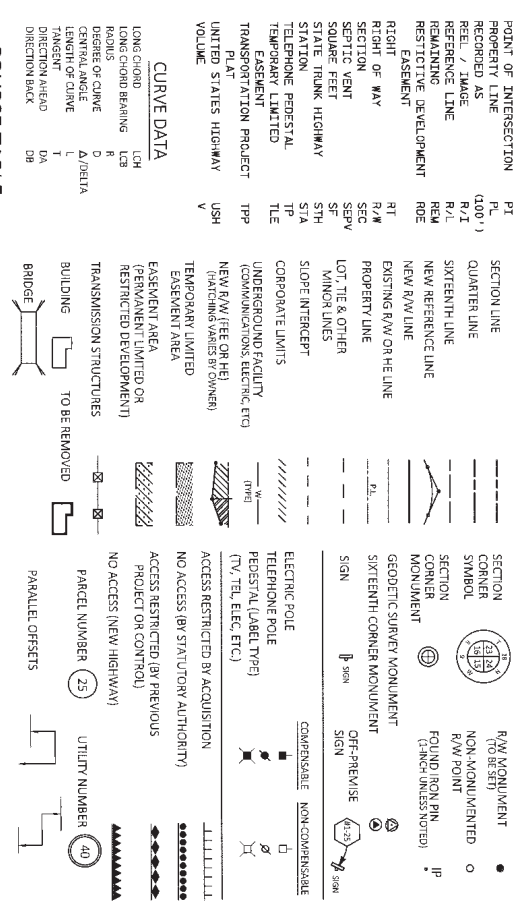 POINT OF INTERSECTION PI
PROPERTY LINE PL
RECORDED AS (100')
REEL / IMAGE R/I
REFERENCE LINE R/L
REMAINING REM
RESTRICTIVE DEVELOPMENT RDE
EASEMENT
RIGHT RT
RIGHT OF WAY R/W
SECTION SEC
SEPTIC VENT SEPV
SQUARE FEET SF
STATE TRUNK HIGHWAY STH
STATION STA
TELEPHONE PEDESTAL TP
TEMPORARY LIMITED TLE
EASEMENT
TRANSPORTATION PROJECT TPP
PLAT
UNITED STATES HIGHWAY USH
VOLUME V
CURVE DATA
LONG CHORD LCH
LONG CHORD BEARING LCB
RADIUS R
DEGREE OF CURVE D
CENTRAL ANGLE Δ/DELTA
LENGTH OF CURVE L
TANGENT T
DIRECTION AHEAD DA
DIRECTION BACK DB
SECTION LINE
QUARTER LINE
SIXTEENTH LINE
NEW REFERENCE LINE
NEW R/W LINE
EXISTING R/W OR HE LINE
PROPERTY LINE P.L.
LOT, TIE & OTHER
MINOR LINES
SLOPE INTERCEPT
CORPORATE LIMITS
UNDERGROUND FACILITY W
(COMMUNICATIONS, ELECTRIC, ETC) (TYPE)
NEW R/W (FEE OR HE)
(HATCHING VARIES BY OWNER)
TEMPORARY LIMITED
EASEMENT AREA
EASEMENT AREA
(PERMANENT LIMITED OR
RESTRICTED DEVELOPMENT)
TRANSMISSION STRUCTURES
BUILDING TO BE REMOVED
BRIDGE
SECTION
CORNER
SYMBOL
7 18
23 24
16 15
9 W
R/W MONUMENT
(TO BE SET)
NON-MONUMENTED
R/W POINT
SECTION
CORNER
MONUMENT
FOUND IRON PIN IP
(1-INCH UNLESS NOTED)
GEODETIC SURVEY MONUMENT
SIXTEENTH CORNER MONUMENT
SIGN SIGN
OFF-PREMISE
SIGN
#1-25
SIGN
COMPENSABLE NON-COMPENSABLE
ELECTRIC POLE
TELEPHONE POLE
PEDESTAL (LABEL TYPE)
(TV, TEL, ELEC, ETC.)
ACCESS RESTRICTED BY ACQUISITION
NO ACCESS (BY STATUTORY AUTHORITY)
ACCESS RESTRICTED (BY PREVIOUS
PROJECT OR CONTROL)
NO ACCESS (NEW HIGHWAY)
PARCEL NUMBER 25 UTILITY NUMBER 40
PARALLEL OFFSETS